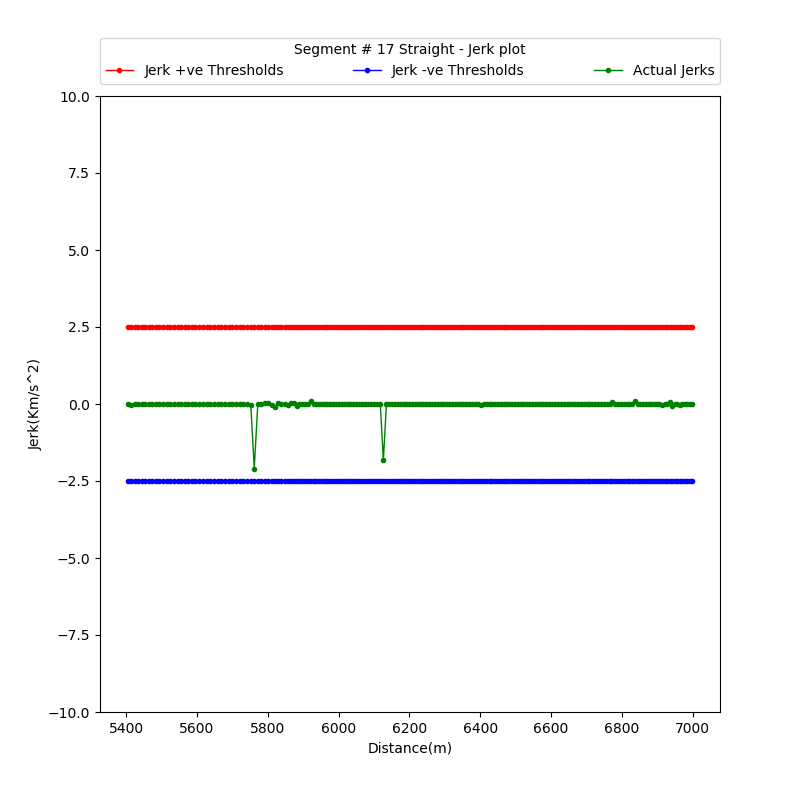 Segment # 17 Straight - Jerk plot
Jerk +ve Thresholds Jerk -ve Thresholds Actual Jerks
10.0
7.5
5.0
2.5
0.0
−2.5
−5.0
−7.5
−10.0
Jerk(Km/s^2)
5400 5600 5800 6000 6200 6400 6600 6800 7000
Distance(m)